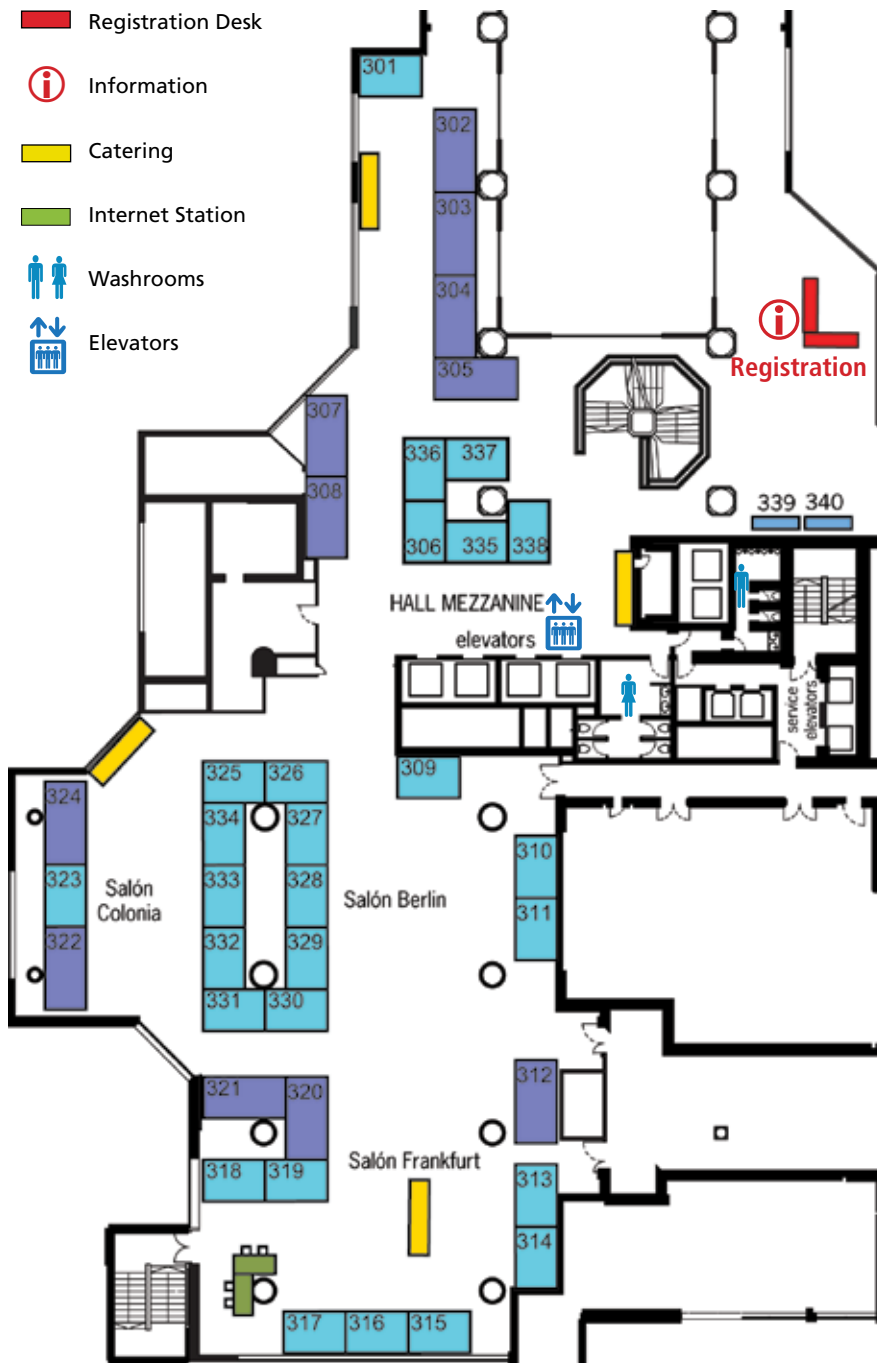 Registration Desk
Information
Catering
Internet Station
Washrooms
Elevators
301
302
303
304
305
Registration
307
308
336
337
306
335
338
339
340
HALL MEZZANINE
elevators
service
elevators
309
325
326
324
334
327
310
323
333
328
Salón
Colonia
Salón Berlin
311
322
332
329
331
330
321
320
312
318
319
Salón Frankfurt
313
314
317
316
315